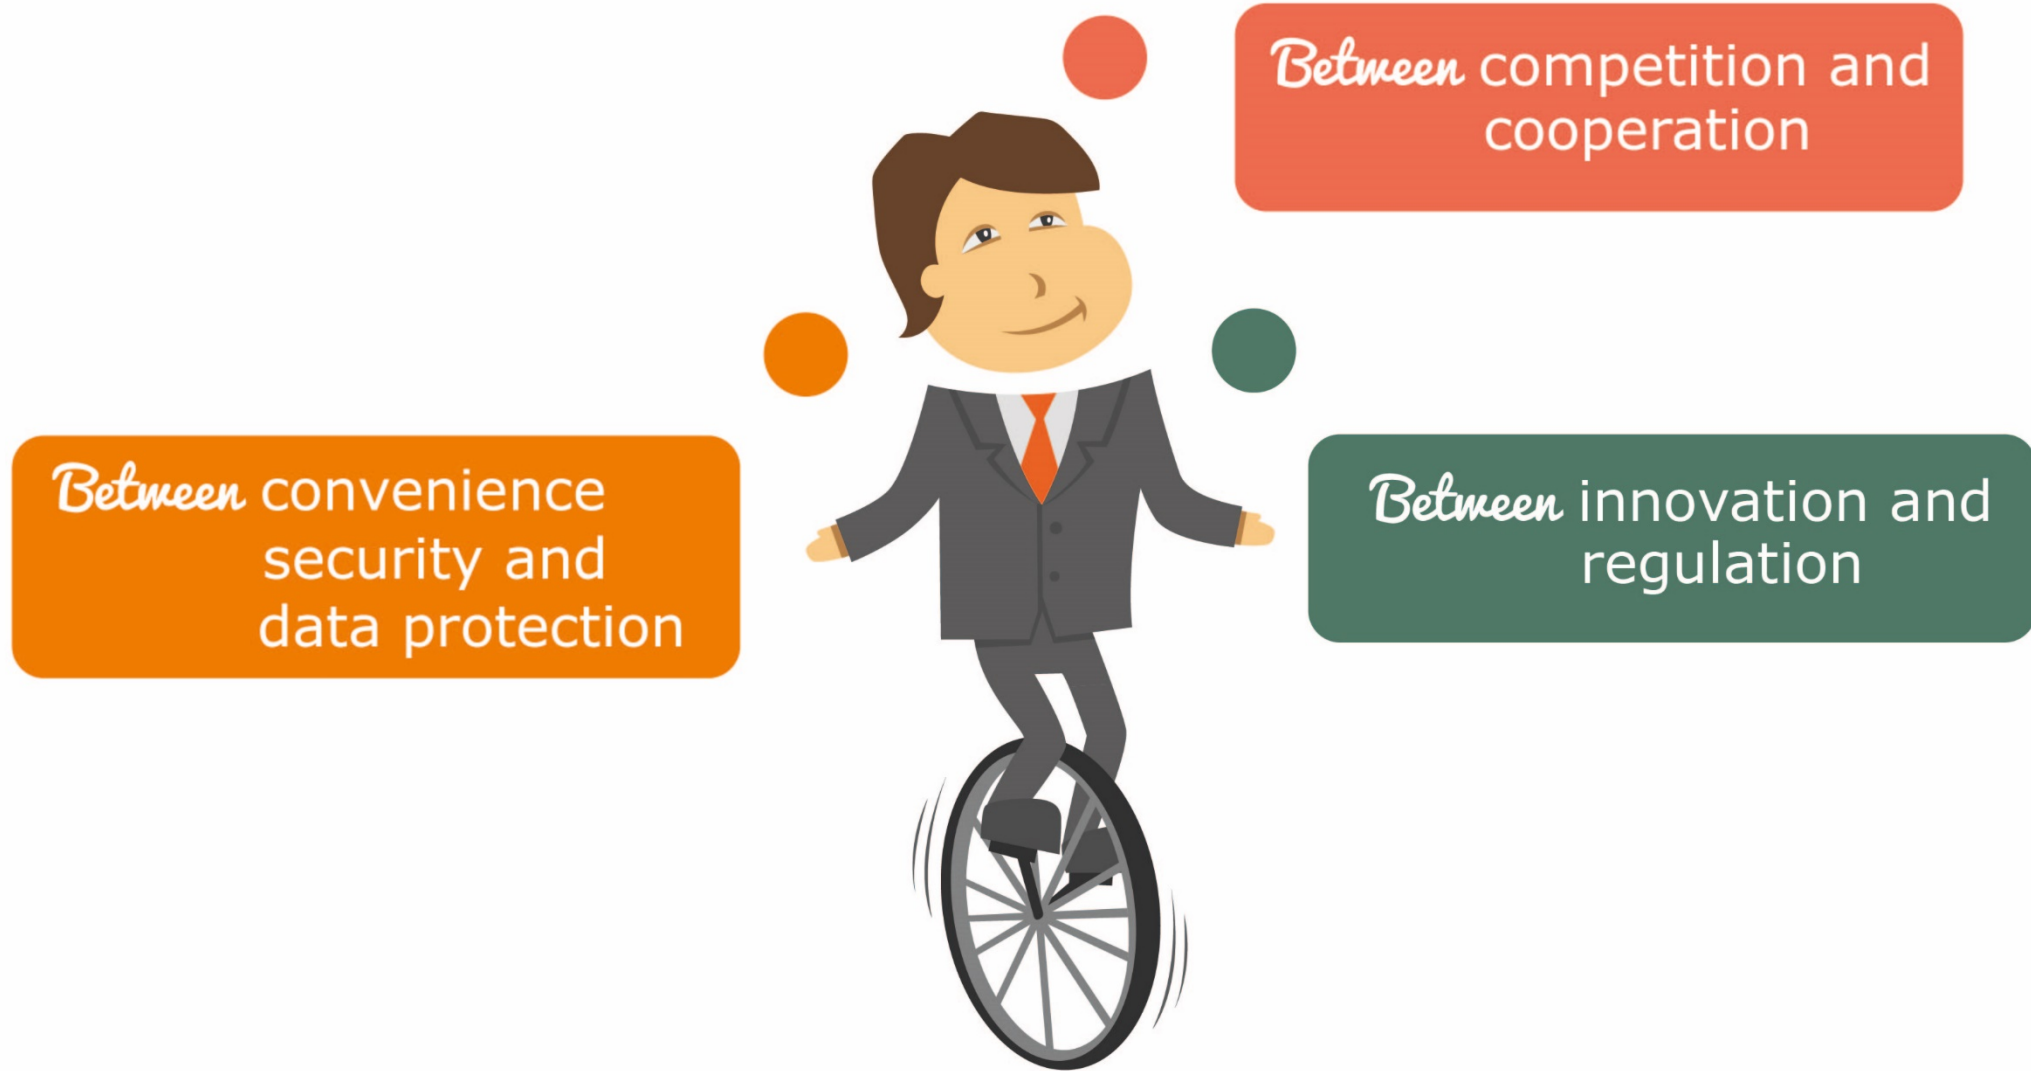 Between competition and
cooperation
Between convenience
security and
data protection
Between innovation and
regulation